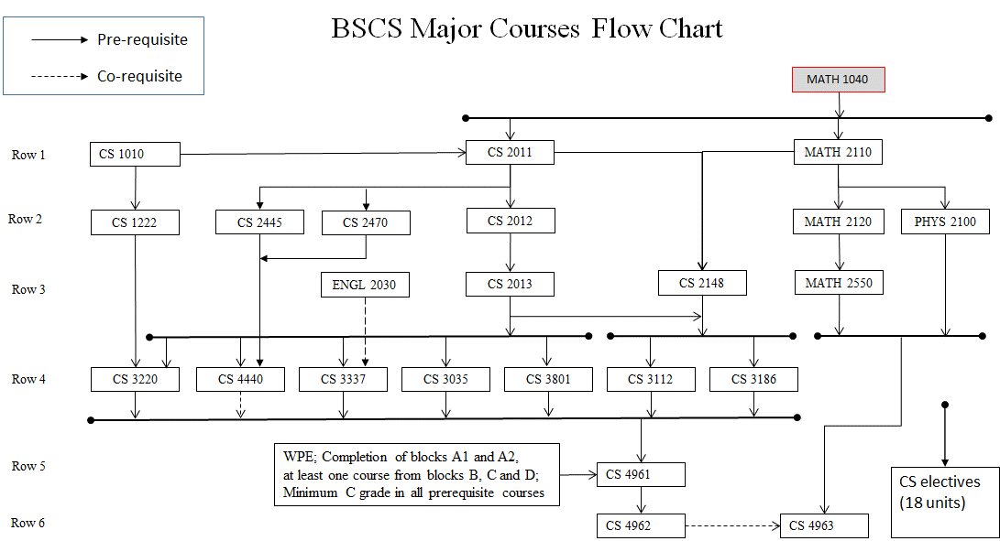 BSCS Major Courses Flow Chart
Pre-requisite
Co-requisite
MATH 1040
Row 1
CS 1010
CS 2011
MATH 2110
Row 2
CS 1222
CS 2445
CS 2470
CS 2012
MATH 2120
PHYS 2100
Row 3
ENGL 2030
CS 2013
CS 2148
MATH 2550
Row 4
CS 3220
CS 4440
CS 3337
CS 3035
CS 3801
CS 3112
CS 3186
Row 5
WPE; Completion of blocks A1 and A2,
at least one course from blocks B, C and D;
Minimum C grade in all prerequisite courses
CS 4961
CS electives
(18 units)
Row 6
CS 4962
CS 4963